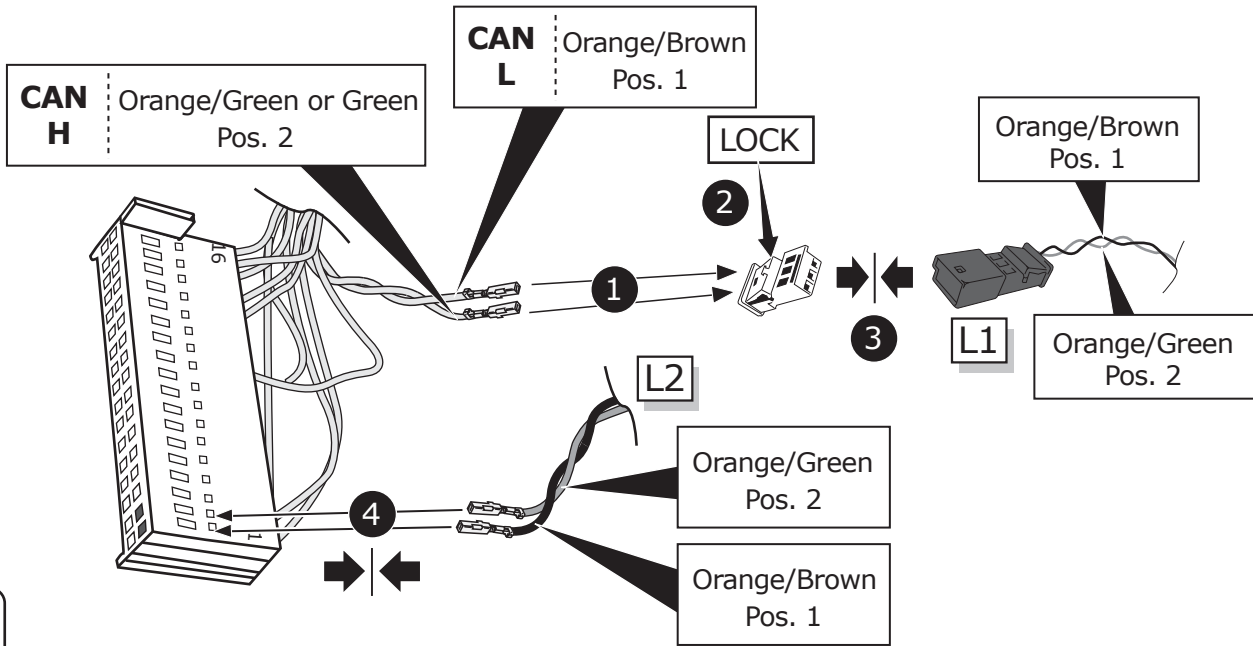 CAN
L
Orange/Brown
Pos. 1
CAN
H
Orange/Green or Green
Pos. 2
LOCK
Orange/Brown
Pos. 1
2
16
1
3
L1
Orange/Green
Pos. 2
L2
Orange/Green
Pos. 2
4
1
Orange/Brown
Pos. 1